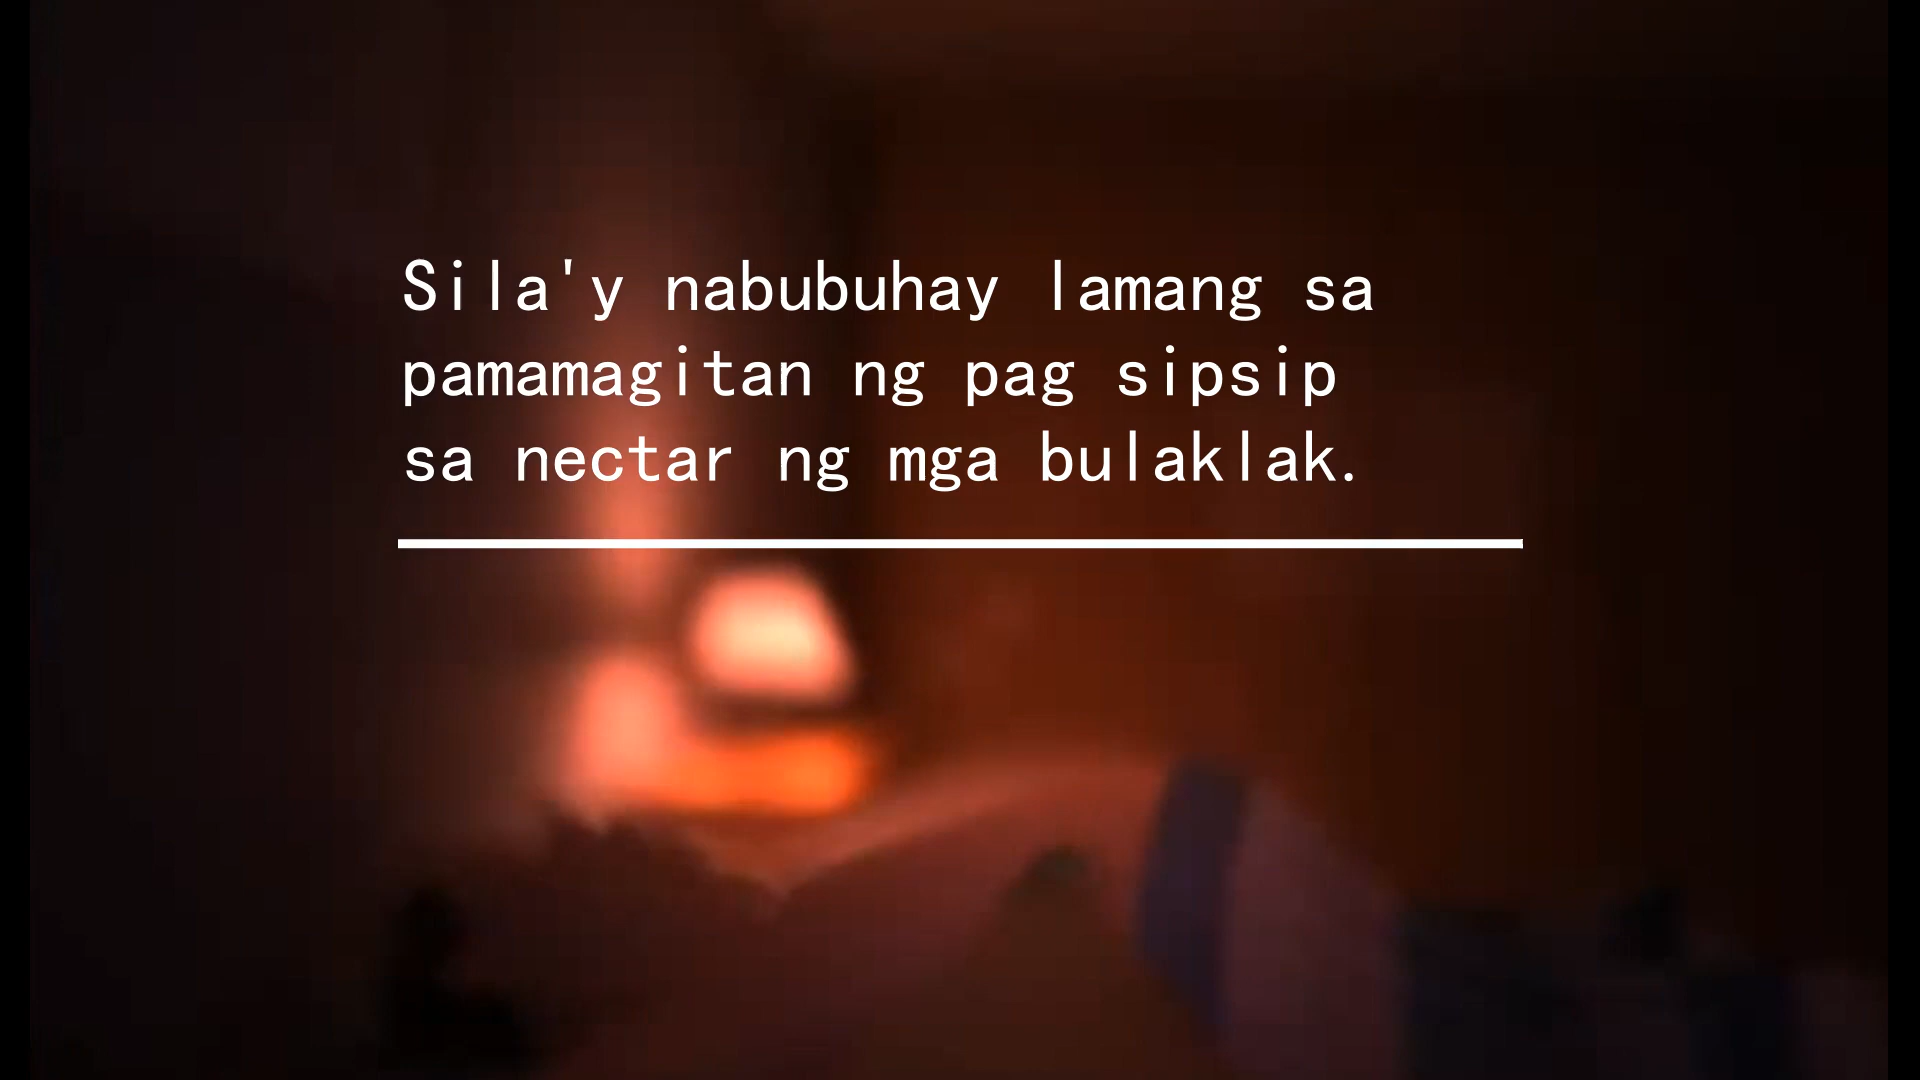 Sila'y nabubuhay lamang sa
pamamagitan ng pag sipsip
sa nectar ng mga bulaklak.